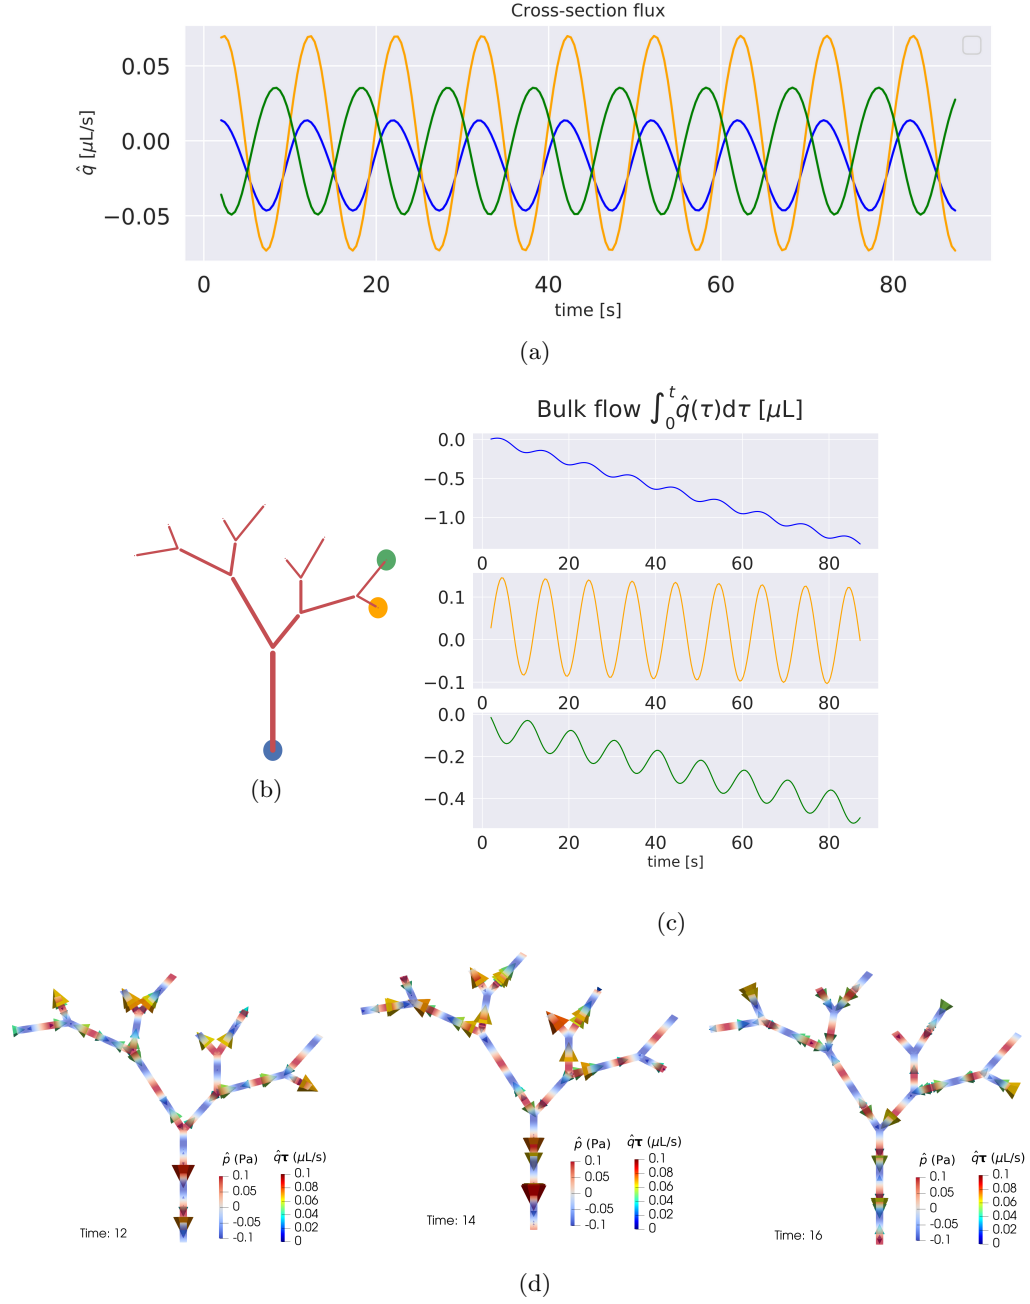 Cross-section flux
0.05
0.00
−0.05
q̂ [μL/s]
0 20 40 60 80
time [s]
(a)
Bulk flow ∫₀ᵗ q̂(τ)dτ [μL]
0.0
−0.5
−1.0
0 20 40 60 80
0.1
0.0
−0.1
0 20 40 60 80
0.0
−0.2
−0.4
0 20 40 60 80
time [s]
(b)
(c)
p̂ (Pa) q̂τ (μL/s)
0.1 0.1
0.05 0.08
0 0.06
-0.05 0.04
-0.1 0.02
0
Time: 12
p̂ (Pa) q̂τ (μL/s)
0.1 0.1
0.05 0.08
0 0.06
-0.05 0.04
-0.1 0.02
0
Time: 14
p̂ (Pa) q̂τ (μL/s)
0.1 0.1
0.05 0.08
0 0.06
-0.05 0.04
-0.1 0.02
0
Time: 16
(d)